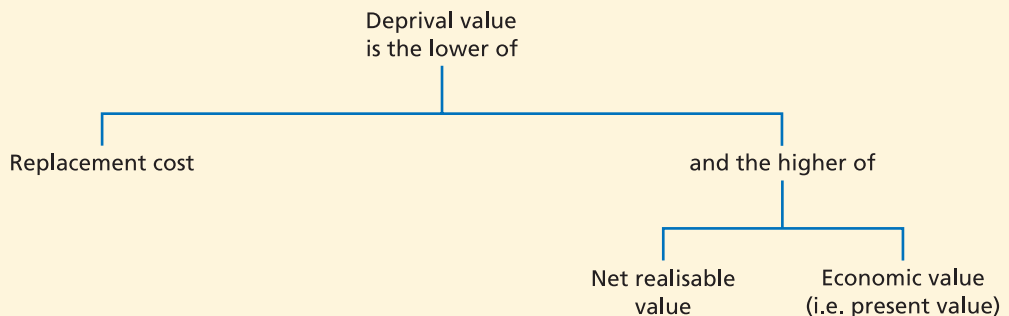 Deprival value
is the lower of
Replacement cost
and the higher of
Net realisable
value
Economic value
(i.e. present value)